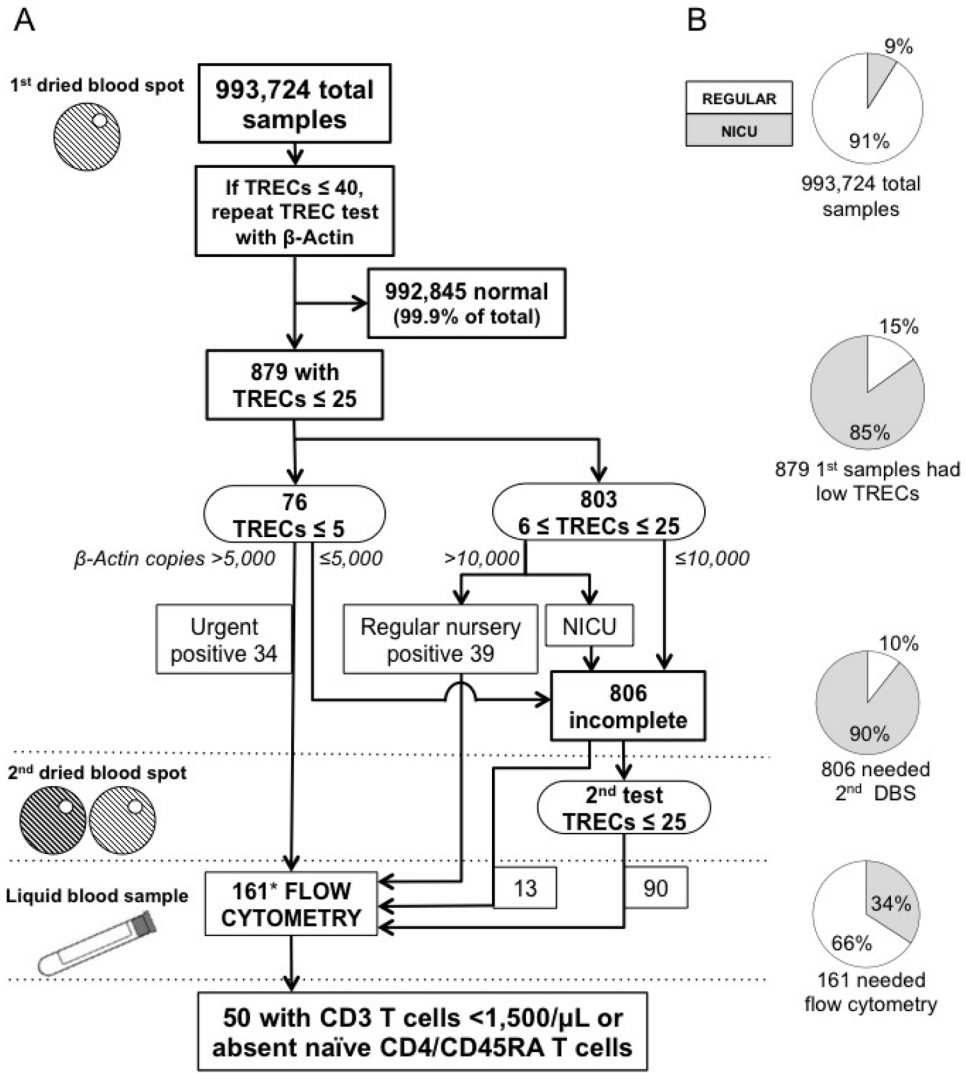 A
1st dried blood spot
993,724 total
samples
If TRECs ≤ 40,
repeat TREC test
with β-Actin
992,845 normal
(99.9% of total)
879 with
TRECs ≤ 25
76
TRECs ≤ 5
803
6 ≤ TRECs ≤ 25
β-Actin copies >5,000
≤5,000
>10,000
≤10,000
Urgent
positive 34
Regular nursery
positive 39
NICU
806
incomplete
2nd dried blood spot
2nd test
TRECs ≤ 25
Liquid blood sample
161* FLOW
CYTOMETRY
13
90
50 with CD3 T cells <1,500/µL or
absent naïve CD4/CD45RA T cells
B
REGULAR
NICU
9%
91%
993,724 total
samples
15%
85%
879 1st samples had
low TRECs
10%
90%
806 needed
2nd DBS
34%
66%
161 needed
flow cytometry